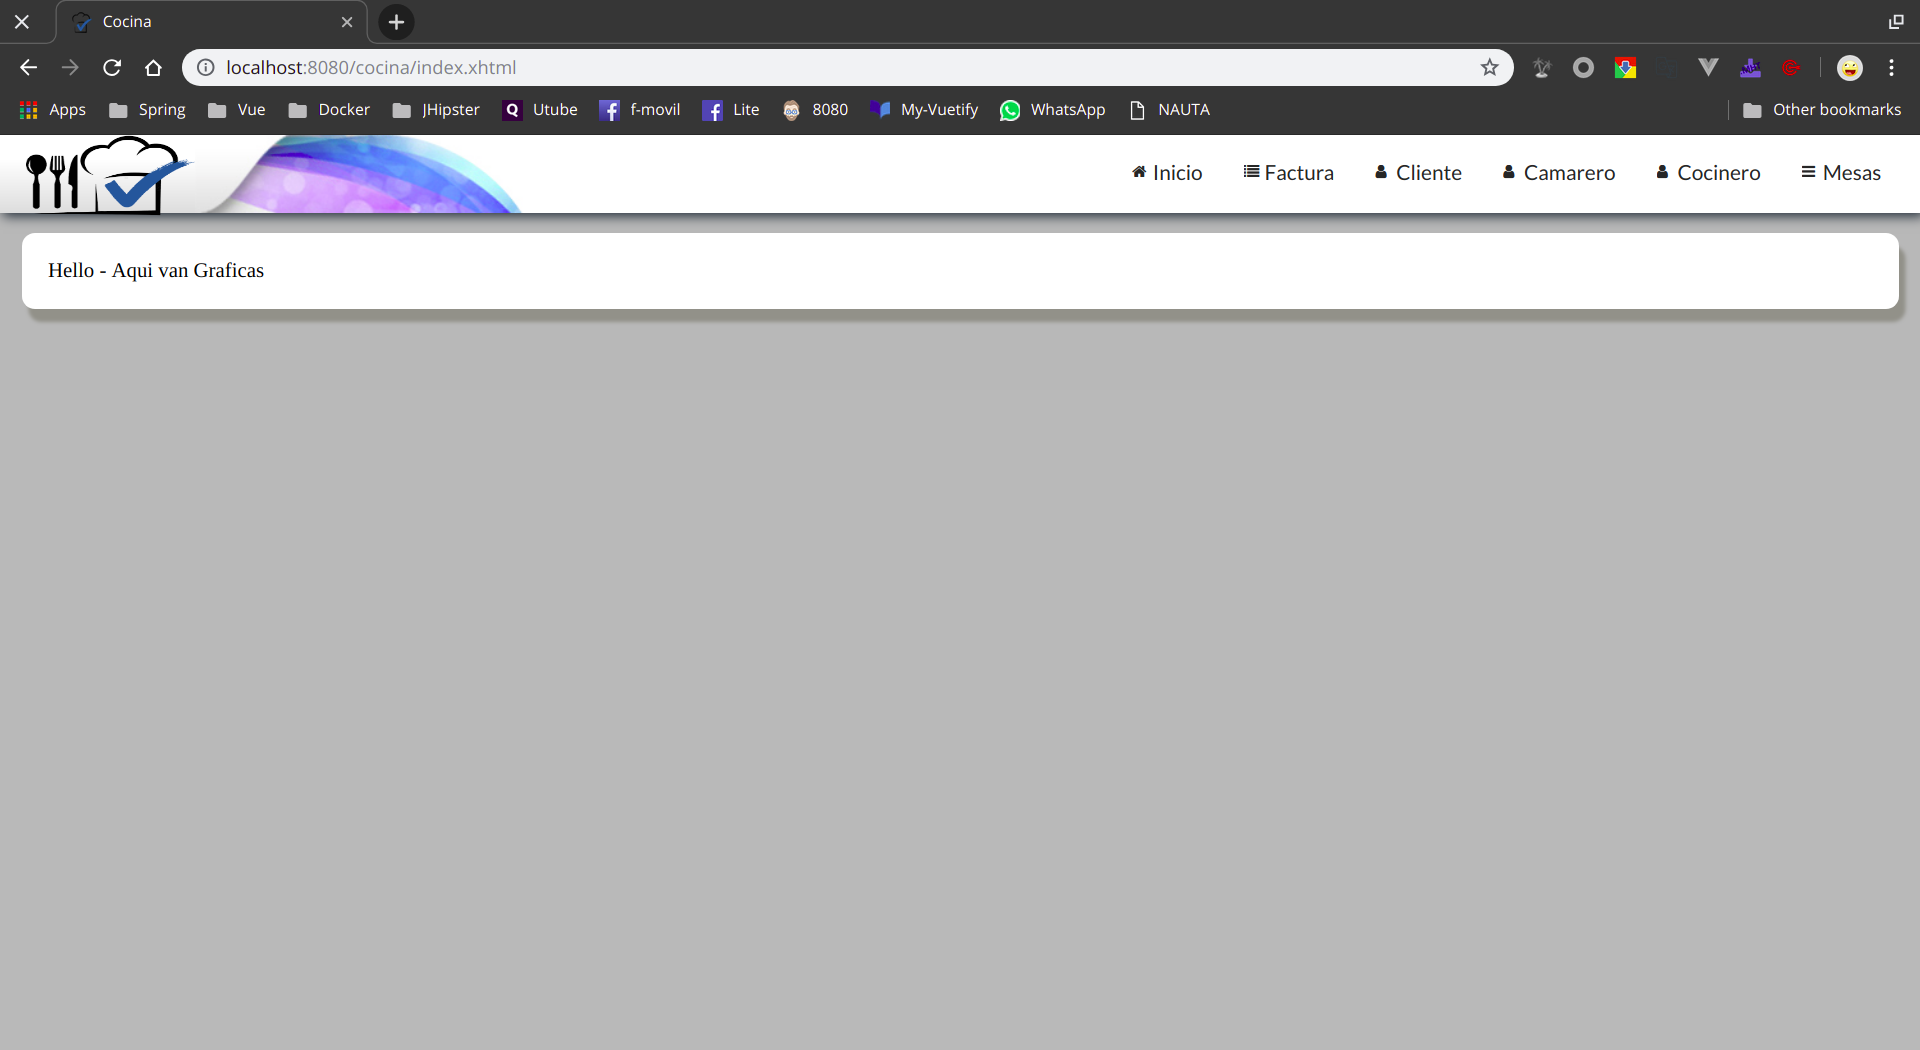 Cocina
localhost:8080/cocina/index.xhtml
Apps Spring Vue Docker JHipster Utube f-movil Lite 8080 My-Vuetify WhatsApp NAUTA Other bookmarks
Inicio Factura Cliente Camarero Cocinero Mesas
Hello - Aqui van Graficas